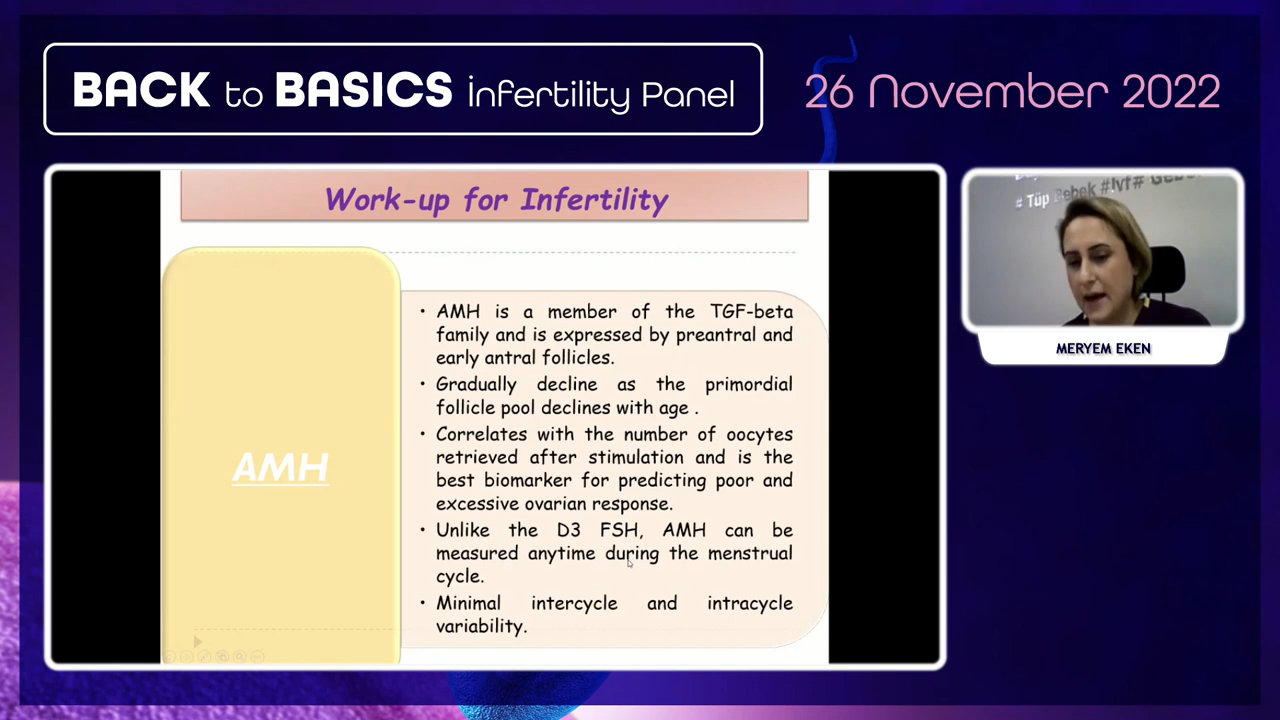 BACK to BASICS infertility Panel
26 November 2022
Work-up for Infertility
AMH
• AMH is a member of the TGF-beta
family and is expressed by preantral and
early antral follicles.
• Gradually decline as the primordial
follicle pool declines with age .
• Correlates with the number of oocytes
retrieved after stimulation and is the
best biomarker for predicting poor and
excessive ovarian response.
• Unlike the D3 FSH, AMH can be
measured anytime during the menstrual
cycle.
• Minimal intercycle and intracycle
variability.
# Tüp Bebek #Ivf#
MERYEM EKEN